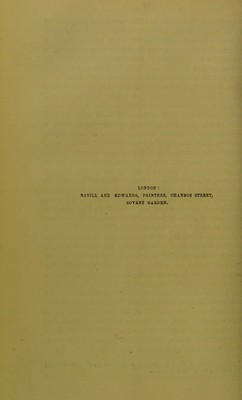 LONDON:
SAVILL AND EDWARDS, PRINTERS, CHANDOS STREET,
COVENT GARDEN.